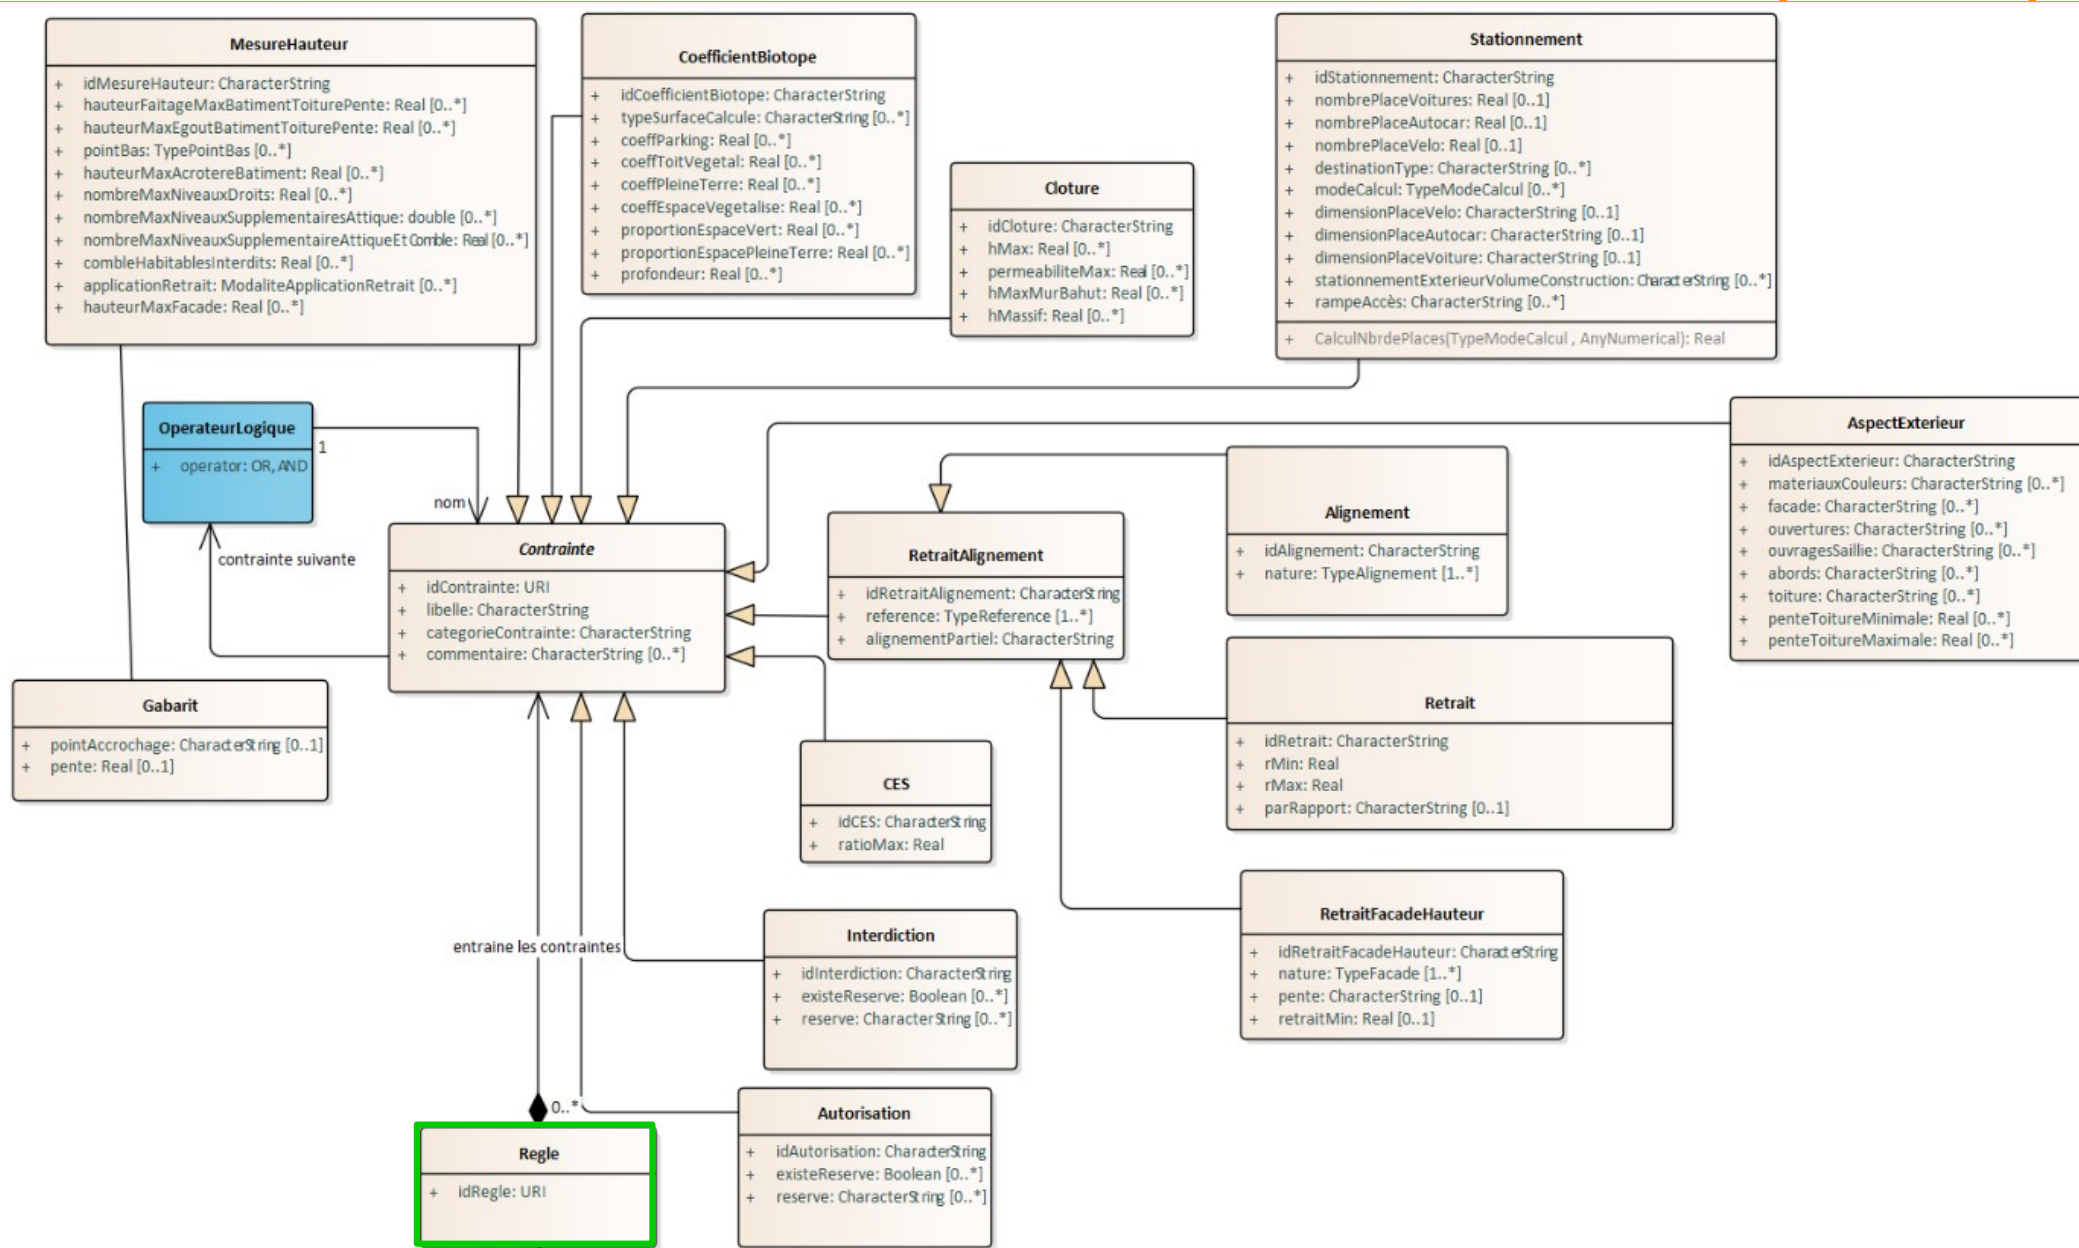 MesureHauteur
+ idMesureHauteur: CharacterString
+ hauteurFaitageMaxBatimentToiturePente: Real [0..*]
+ hauteurMaxEgoutBatimentToiturePente: Real [0..*]
+ pointBas: TypePointBas [0..*]
+ hauteurMaxAcrotereBatiment: Real [0..*]
+ nombreMaxNiveauxDroits: Real [0..*]
+ nombreMaxNiveauxSupplementairesAttique: double [0..*]
+ nombreMaxNiveauxSupplementaireAttiqueEtComble: Real [0..*]
+ combleHabitablesInterdits: Real [0..*]
+ applicationRetrait: ModaliteApplicationRetrait [0..*]
+ hauteurMaxFacade: Real [0..*]
CoefficientBiotope
+ idCoefficientBiotope: CharacterString
+ typeSurfaceCalcule: CharacterString [0..*]
+ coeffParking: Real [0..*]
+ coeffToitVegetal: Real [0..*]
+ coeffPleineTerre: Real [0..*]
+ coeffEspaceVegetalise: Real [0..*]
+ proportionEspaceVert: Real [0..*]
+ proportionEspacePleineTerre: Real [0..*]
+ profondeur: Real [0..*]
Cloture
+ idCloture: CharacterString
+ hMax: Real [0..*]
+ permeabiliteMax: Real [0..*]
+ hMaxMurBahut: Real [0..*]
+ hMassif: Real [0..*]
Stationnement
+ idStationnement: CharacterString
+ nombrePlaceVoitures: Real [0..1]
+ nombrePlaceAutocar: Real [0..1]
+ nombrePlaceVelo: Real [0..1]
+ destinationType: CharacterString [0..*]
+ modeCalcul: TypeModeCalcul [0..*]
+ dimensionPlaceVelo: CharacterString [0..1]
+ dimensionPlaceAutocar: CharacterString [0..1]
+ dimensionPlaceVoiture: CharacterString [0..1]
+ stationnementExterieurVolumeConstruction: CharacterString [0..*]
+ rampeAccès: CharacterString [0..*]
+ CalculNbrdePlaces(TypeModeCalcul , AnyNumerical): Real
OperateurLogique
+ operator: OR, AND
1
nom
contrainte suivante
Contrainte
+ idContrainte: URI
+ libelle: CharacterString
+ categorieContrainte: CharacterString
+ commentaire: CharacterString [0..*]
RetraitAlignement
+ idRetraitAlignement: CharacterString
+ reference: TypeReference [1..*]
+ alignementPartiel: CharacterString
Alignement
+ idAlignement: CharacterString
+ nature: TypeAlignement [1..*]
AspectExterieur
+ idAspectExterieur: CharacterString
+ materiauxCouleurs: CharacterString [0..*]
+ facade: CharacterString [0..*]
+ ouvertures: CharacterString [0..*]
+ ouvragesSaillie: CharacterString [0..*]
+ abords: CharacterString [0..*]
+ toiture: CharacterString [0..*]
+ penteToitureMinimale: Real [0..*]
+ penteToitureMaximale: Real [0..*]
Gabarit
+ pointAccrochage: CharacterString [0..1]
+ pente: Real [0..1]
Retrait
+ idRetrait: CharacterString
+ rMin: Real
+ rMax: Real
+ parRapport: CharacterString [0..1]
CES
+ idCES: CharacterString
+ ratioMax: Real
RetraitFacadeHauteur
+ idRetraitFacadeHauteur: CharacterString
+ nature: TypeFacade [1..*]
+ pente: CharacterString [0..1]
+ retraitMin: Real [0..1]
entraine les contraintes
Interdiction
+ idInterdiction: CharacterString
+ existeReserve: Boolean [0..*]
+ reserve: CharacterString [0..*]
0..*
Autorisation
+ idAutorisation: CharacterString
+ existeReserve: Boolean [0..*]
+ reserve: CharacterString [0..*]
Regle
+ idRegle: URI